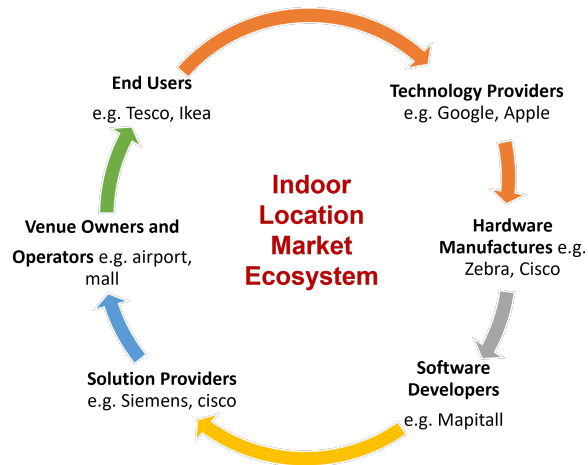 End Users
e.g. Tesco, Ikea
Technology Providers
e.g. Google, Apple
Indoor
Location
Market
Ecosystem
Venue Owners and
Operators e.g. airport,
mall
Hardware
Manufactures e.g.
Zebra, Cisco
Solution Providers
e.g. Siemens, cisco
Software
Developers
e.g. Mapitall